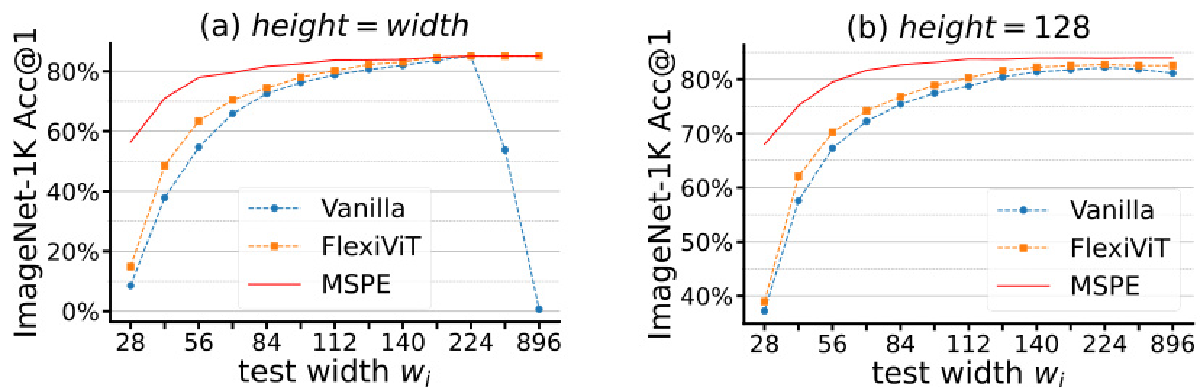 (a) height = width
ImageNet-1K Acc@1
80%
60%
40%
20%
0%
Vanilla
FlexiViT
MSPE
28 56 84 112 140 224 896
test width w_i
(b) height = 128
ImageNet-1K Acc@1
80%
70%
60%
50%
40%
Vanilla
FlexiViT
MSPE
28 56 84 112 140 224 896
test width w_i